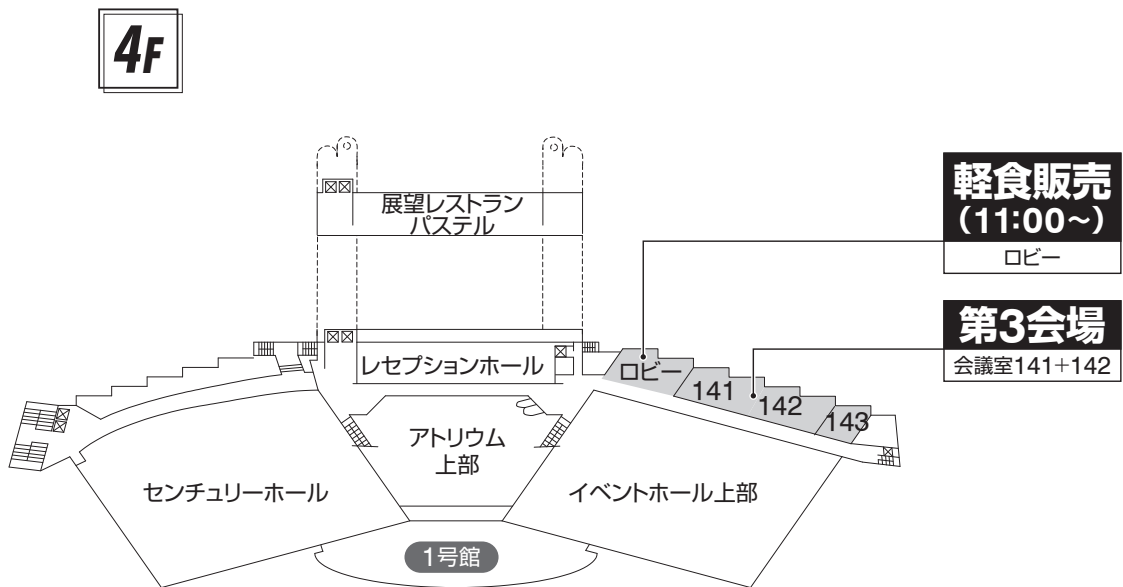 4F
展望レストラン
パステル
軽食販売
（11:00～）
ロビー
第3会場
会議室141＋142
レセプションホール
ロビー
141
142
143
アトリウム
上部
センチュリーホール
イベントホール上部
1号館